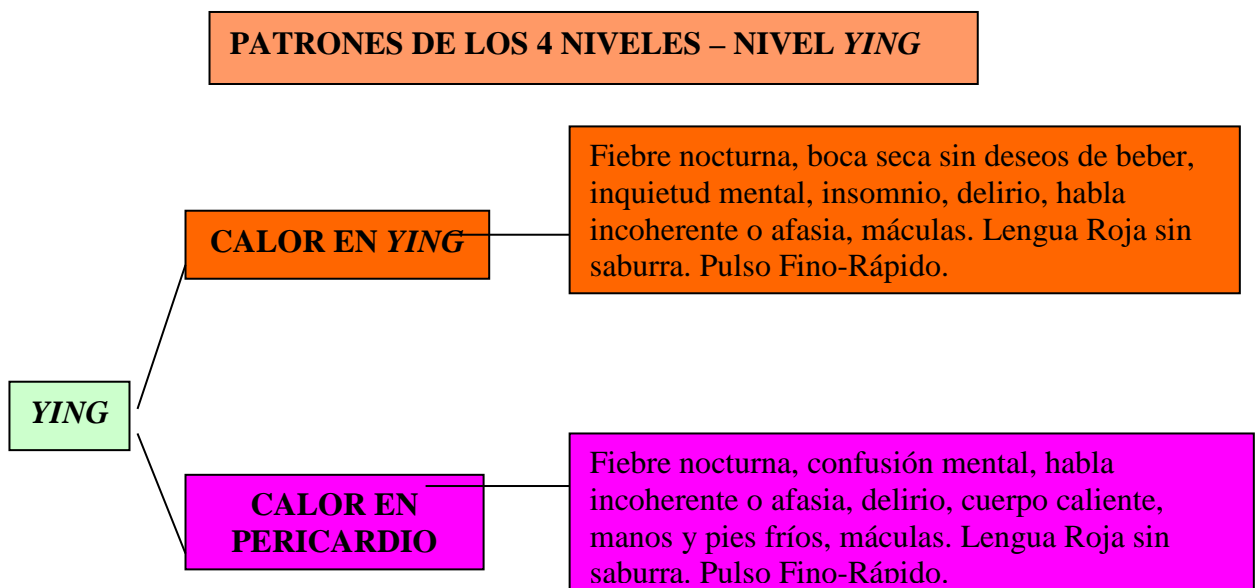 PATRONES DE LOS 4 NIVELES – NIVEL YING
Fiebre nocturna, boca seca sin deseos de beber,
inquietud mental, insomnio, delirio, habla
incoherente o afasia, máculas. Lengua Roja sin
saburra. Pulso Fino-Rápido.
CALOR EN YING
YING
Fiebre nocturna, confusión mental, habla
incoherente o afasia, delirio, cuerpo caliente,
manos y pies fríos, máculas. Lengua Roja sin
saburra. Pulso Fino-Rápido.
CALOR EN
PERICARDIO